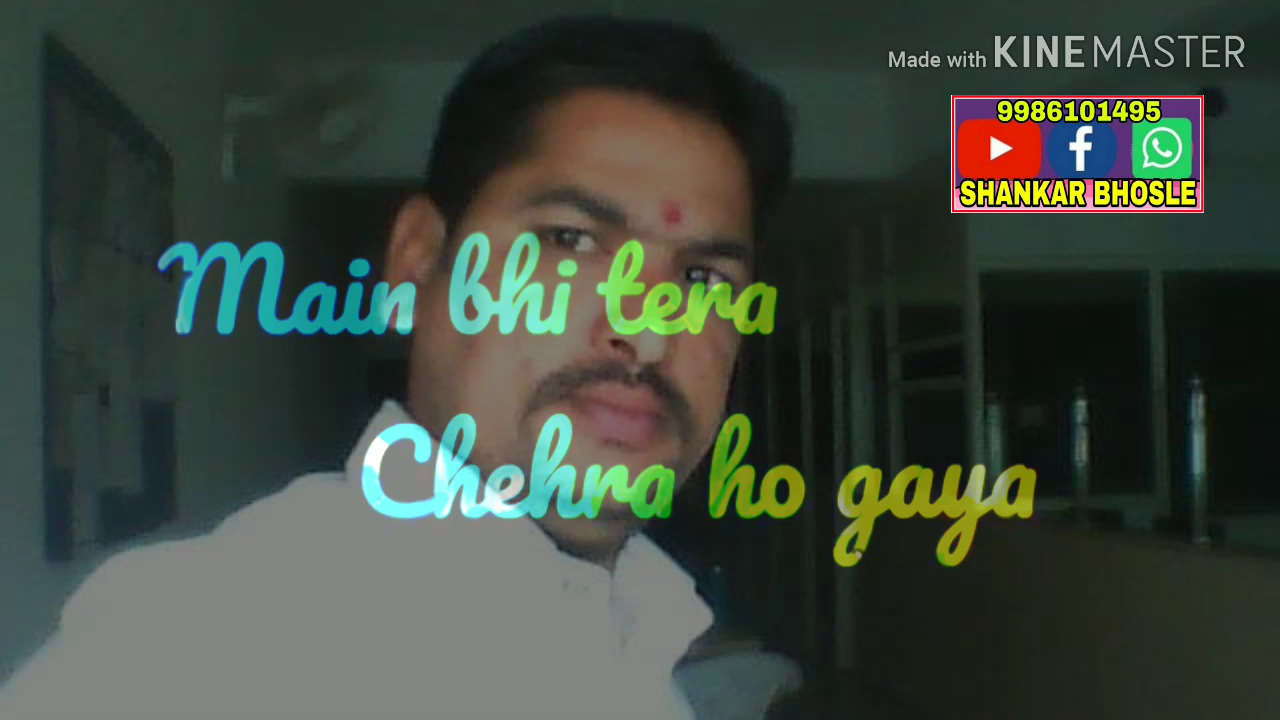 Made with KINEMASTER
9986101495
SHANKAR BHOSLE
Main bhi tera
Chehra ho gaya